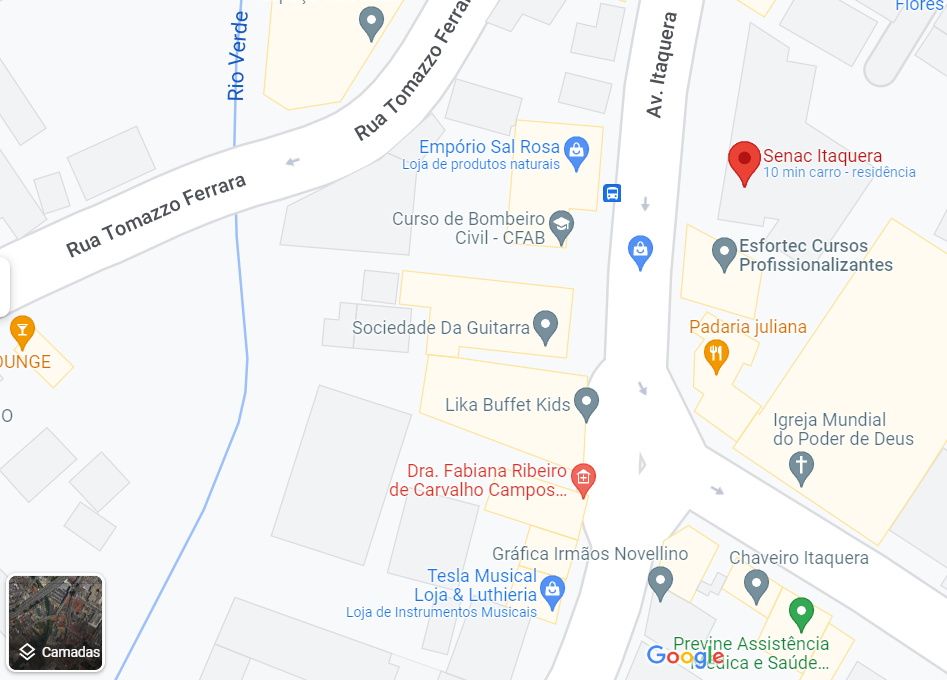 Flores
Rio Verde
Rua Tomazzo Ferrara
Av. Itaquera
Empório Sal Rosa
Loja de produtos naturais
Senac Itaquera
10 min carro - residência
Rua Tomazzo Ferrara
Curso de Bombeiro
Civil - CFAB
Esfortec Cursos
Profissionalizantes
Sociedade Da Guitarra
Padaria juliana
OUNGE
Lika Buffet Kids
O
Igreja Mundial
do Poder de Deus
Dra. Fabiana Ribeiro
de Carvalho Campos...
Gráfica Irmãos Novellino
Chaveiro Itaquera
Tesla Musical
Loja & Luthieria
Loja de Instrumentos Musicais
Camadas
Previne Assistência
Médica e Saúde...
Google